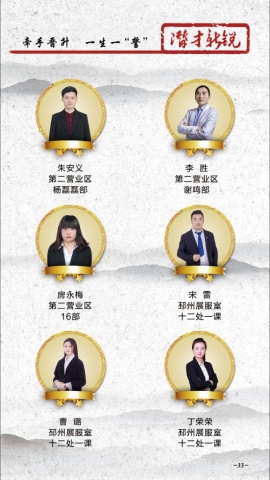 牵手晋升 一生一“誓”
潜才新锐
朱安义
第二营业区
杨磊磊部
李 胜
第二营业区
谢鸣部
房永梅
第二营业区
16部
宋 雷
邳州展服室
十二处一课
曹 璐
邳州展服室
十二处一课
丁荣荣
邳州展服室
十二处一课
-33-